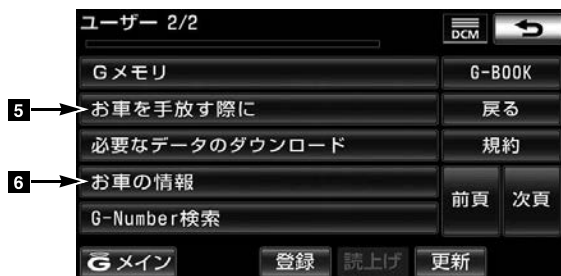 ユーザー 2/2
DCM
Gメモリ
G-BOOK
5
お車を手放す際に
戻る
必要なデータのダウンロード
規約
6
お車の情報
前頁
次頁
G-Number検索
Gメイン
登録
読上げ
更新